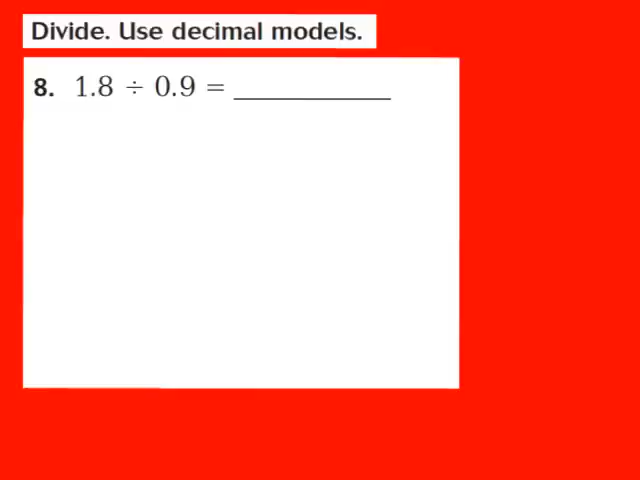 Divide. Use decimal models.
8. 1.8 ÷ 0.9 = ___________